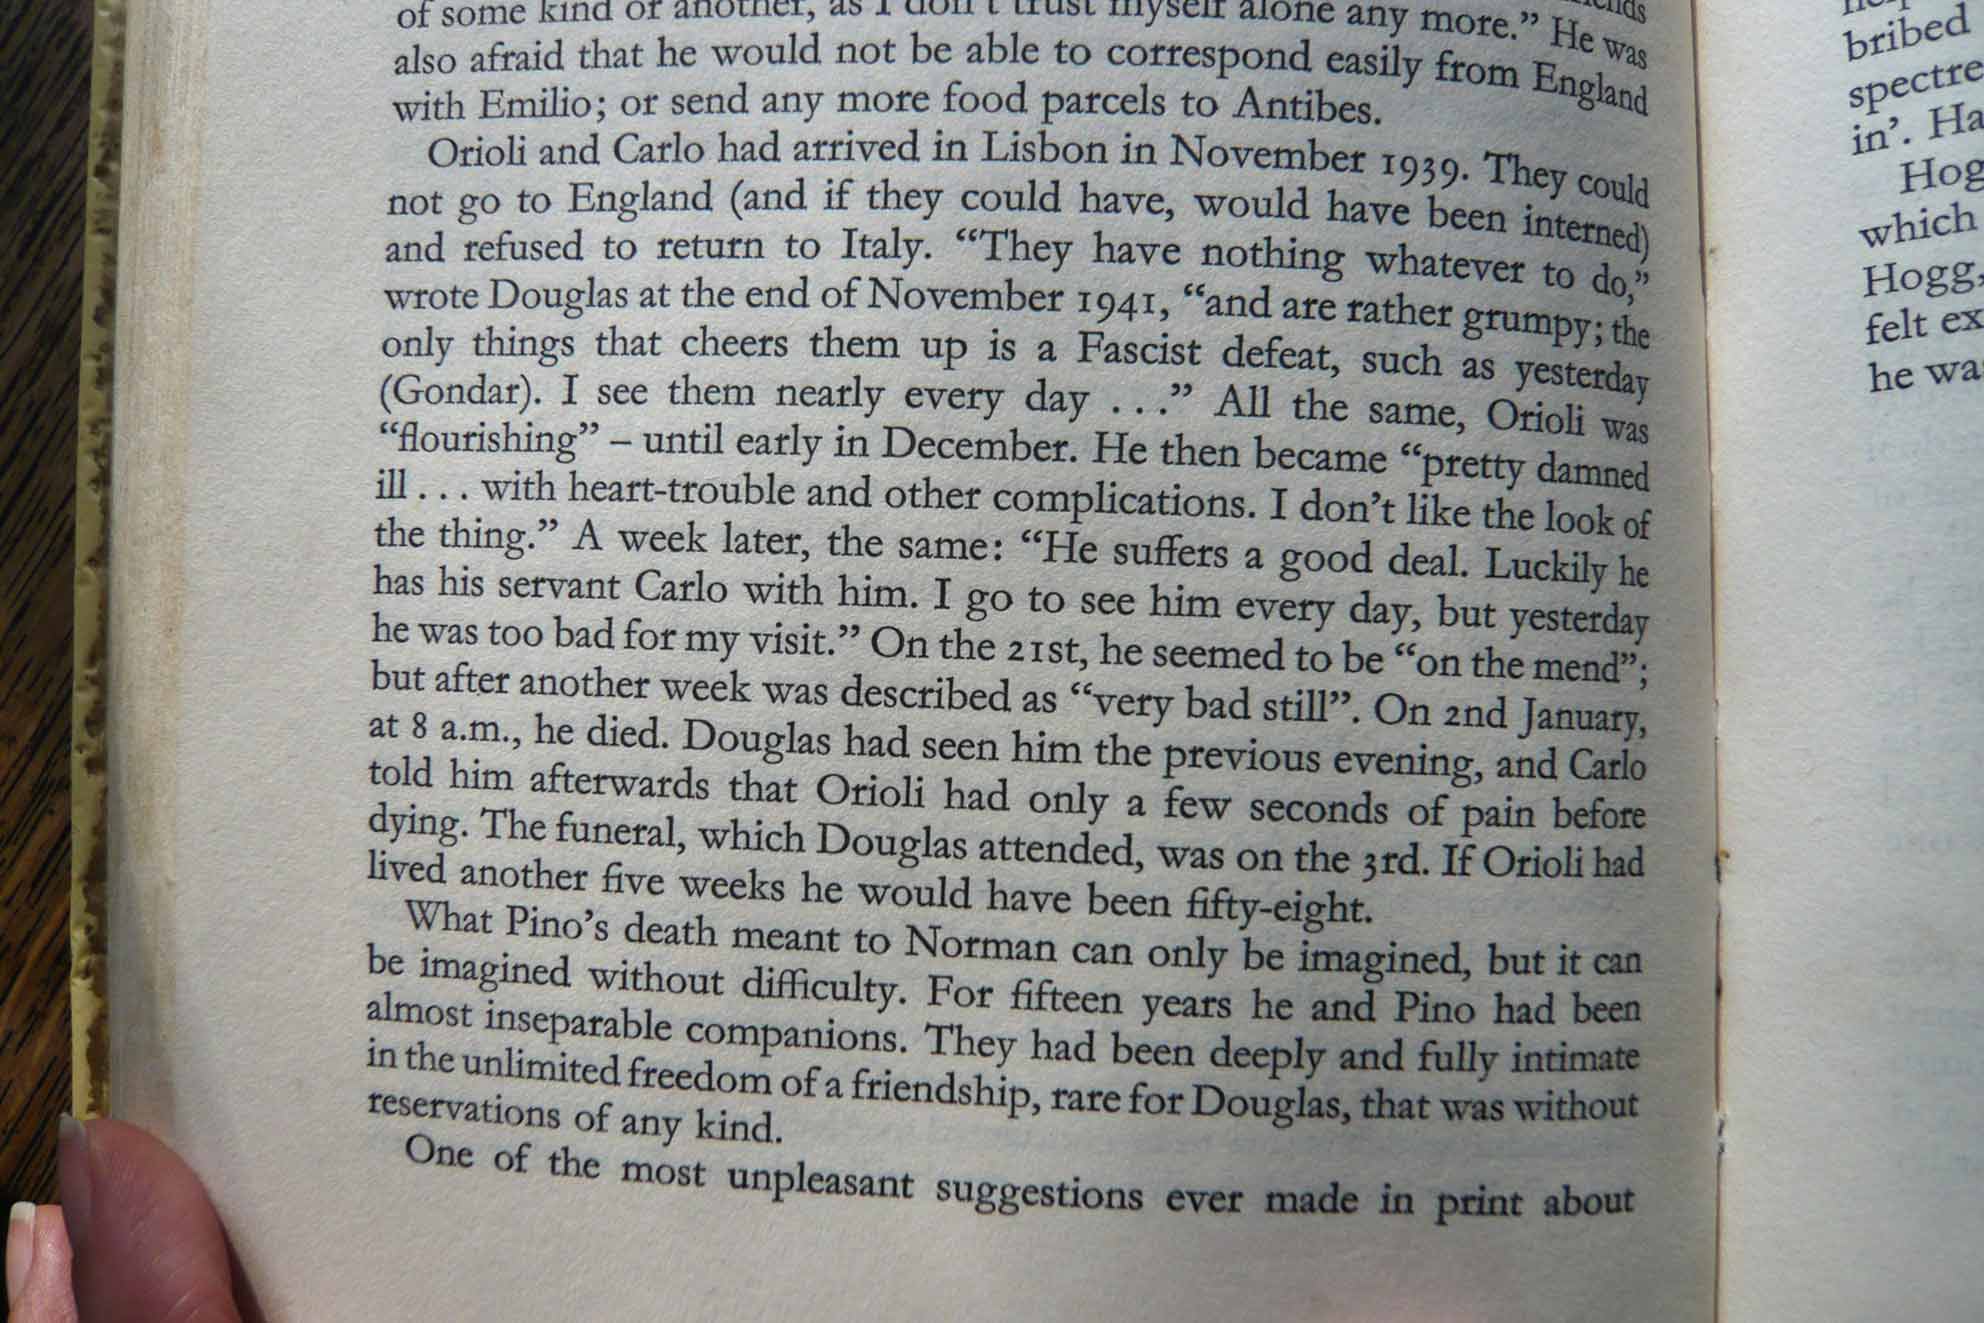 of some kind or another, as I don't trust myself alone any more." He was
also afraid that he would not be able to correspond easily from England
with Emilio; or send any more food parcels to Antibes.
Orioli and Carlo had arrived in Lisbon in November 1939. They could
not go to England (and if they could have, would have been interned)
and refused to return to Italy. "They have nothing whatever to do,"
wrote Douglas at the end of November 1941, "and are rather grumpy; the
only things that cheers them up is a Fascist defeat, such as yesterday
(Gondar). I see them nearly every day . . ." All the same, Orioli was
"flourishing" – until early in December. He then became "pretty damned
ill . . . with heart-trouble and other complications. I don't like the look of
the thing." A week later, the same: "He suffers a good deal. Luckily he
has his servant Carlo with him. I go to see him every day, but yesterday
he was too bad for my visit." On the 21st, he seemed to be "on the mend";
but after another week was described as "very bad still". On 2nd January,
at 8 a.m., he died. Douglas had seen him the previous evening, and Carlo
told him afterwards that Orioli had only a few seconds of pain before
dying. The funeral, which Douglas attended, was on the 3rd. If Orioli had
lived another five weeks he would have been fifty-eight.
What Pino's death meant to Norman can only be imagined, but it can
be imagined without difficulty. For fifteen years he and Pino had been
almost inseparable companions. They had been deeply and fully intimate
in the unlimited freedom of a friendship, rare for Douglas, that was without
reservations of any kind.
One of the most unpleasant suggestions ever made in print about
bribed
spectre
in'. Ha
Hog
which
Hogg,
felt ex
he wa